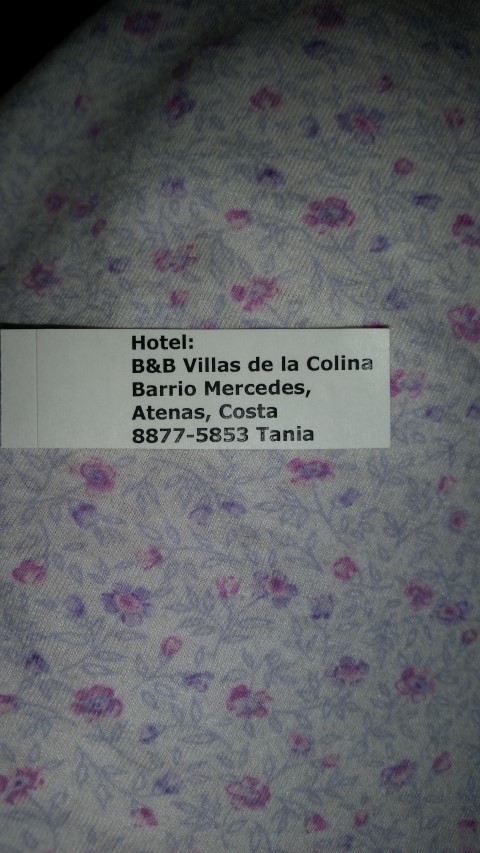 Hotel:
B&B Villas de la Colina
Barrio Mercedes,
Atenas, Costa
8877-5853 Tania